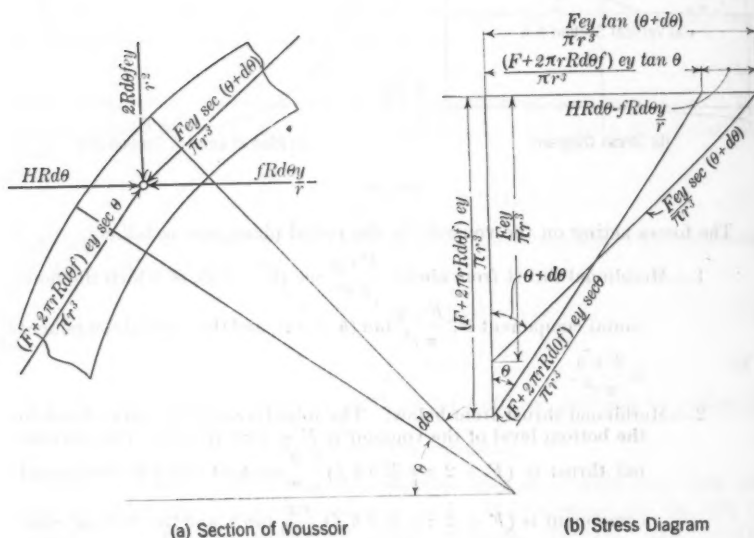 2Rdθfey
r²
Fey sec (θ+dθ)
πr³
HRdθ
fRdθy
r
(F+2πrRdθf) ey sec θ
πr³
dθ
θ
(a) Section of Voussoir
Fey tan (θ+dθ)
πr³
(F+2πrRdθf) ey tan θ
πr³
HRdθ-fRdθy
r
Fey sec (θ+dθ)
πr³
(F+2πrRdθf) ey
πr³
Fey
πr³
θ+dθ
θ
(F+2πrRdθf) ey secθ
πr³
(b) Stress Diagram